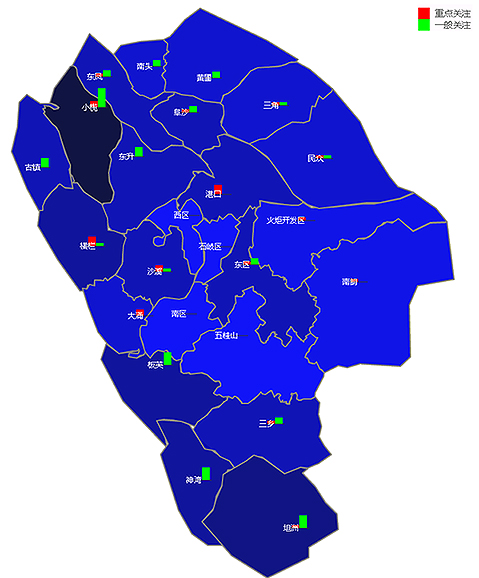 重点关注
一般关注
南头
东凤
黄圃
小榄
三角
阜沙
东升
民众
古镇
港口
西区
火炬开发区
横栏
石岐区
东区
沙溪
南朗
大涌
南区
五桂山
板芙
三乡
神湾
坦洲